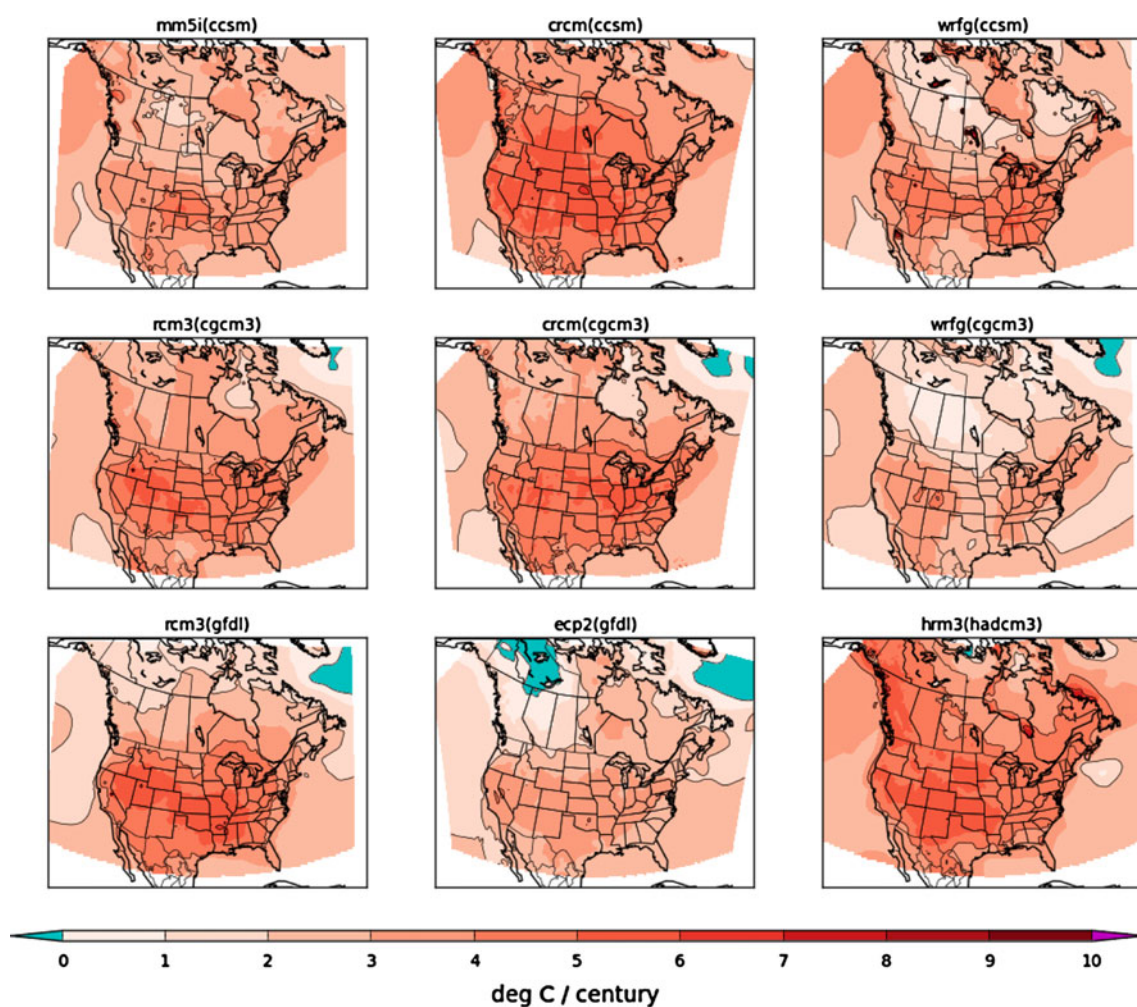 mm5i(ccsm) crcm(ccsm) wrfg(ccsm)
rcm3(cgcm3) crcm(cgcm3) wrfg(cgcm3)
rcm3(gfdl) ecp2(gfdl) hrm3(hadcm3)
0 1 2 3 4 5 6 7 8 9 10
deg C / century